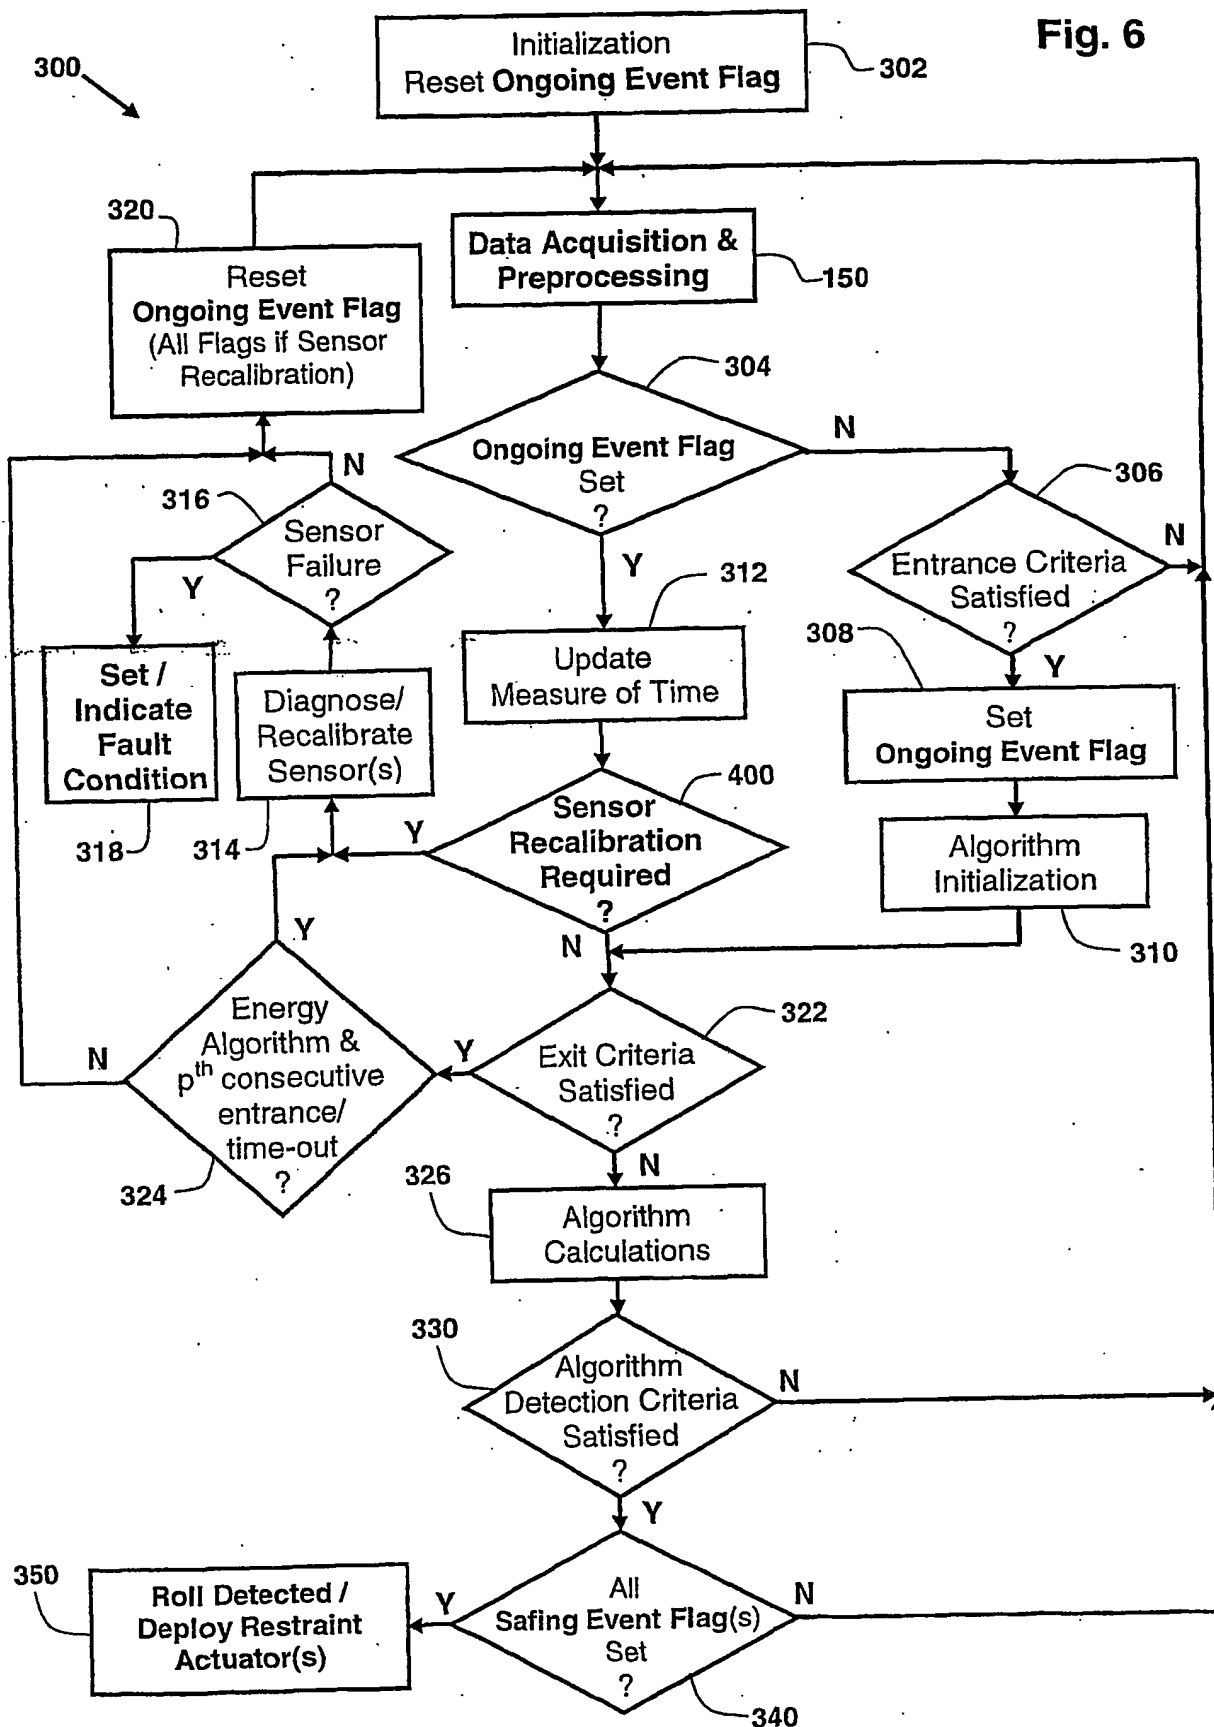 Fig. 6
300
Initialization
Reset Ongoing Event Flag
302
320
Reset
Ongoing Event Flag
(All Flags if Sensor
Recalibration)
Data Acquisition &
Preprocessing
150
304
Ongoing Event Flag
Set
?
N
Y
306
Entrance Criteria
Satisfied
?
N
Y
316
Sensor
Failure
?
N
Y
312
Update
Measure of Time
308
Set
Ongoing Event Flag
Set /
Indicate
Fault
Condition
318
Diagnose/
Recalibrate
Sensor(s)
314
400
Sensor
Recalibration
Required
?
Y
N
Algorithm
Initialization
310
Energy
Algorithm &
pth consecutive
entrance/
time-out
?
Y
N
324
322
Exit Criteria
Satisfied
?
Y
N
326
Algorithm
Calculations
330
Algorithm
Detection Criteria
Satisfied
?
N
Y
350
Roll Detected /
Deploy Restraint
Actuator(s)
All
Safing Event Flag(s)
Set
?
Y
N
340